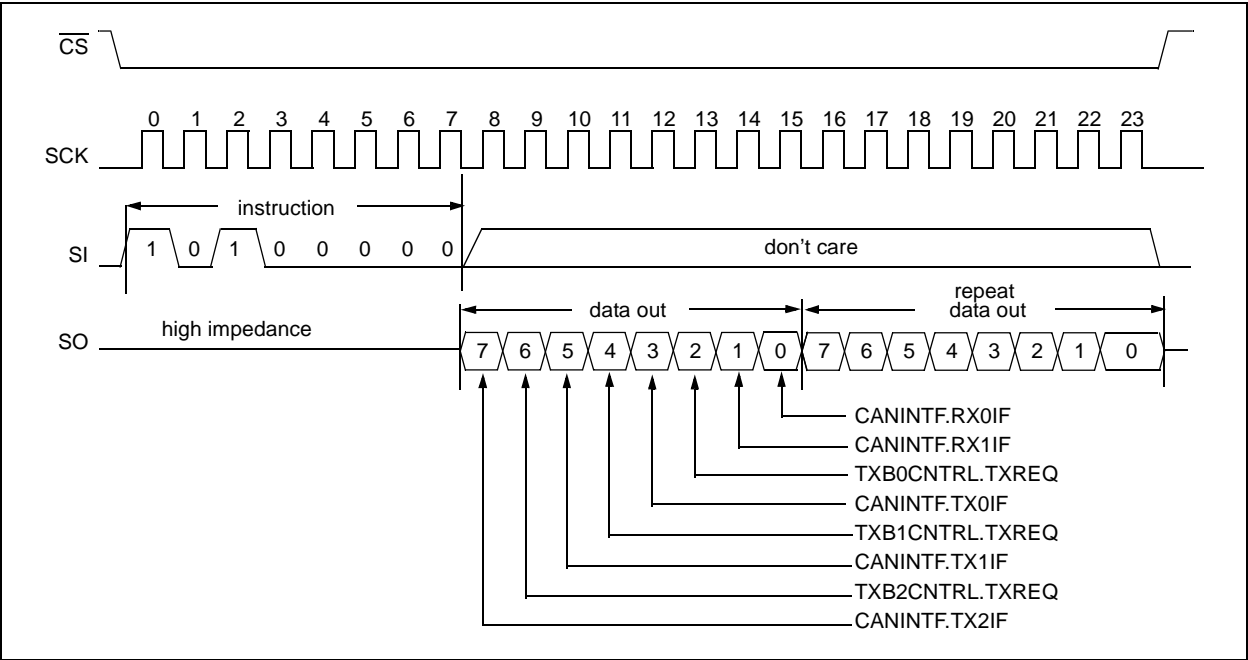 CS
0 1 2 3 4 5 6 7 8 9 10 11 12 13 14 15 16 17 18 19 20 21 22 23
SCK
instruction
SI 1 0 1 0 0 0 0 0 don't care
repeat
data out data out
SO high impedance 7 6 5 4 3 2 1 0 7 6 5 4 3 2 1 0
CANINTF.RX0IF
CANINTF.RX1IF
TXB0CNTRL.TXREQ
CANINTF.TX0IF
TXB1CNTRL.TXREQ
CANINTF.TX1IF
TXB2CNTRL.TXREQ
CANINTF.TX2IF